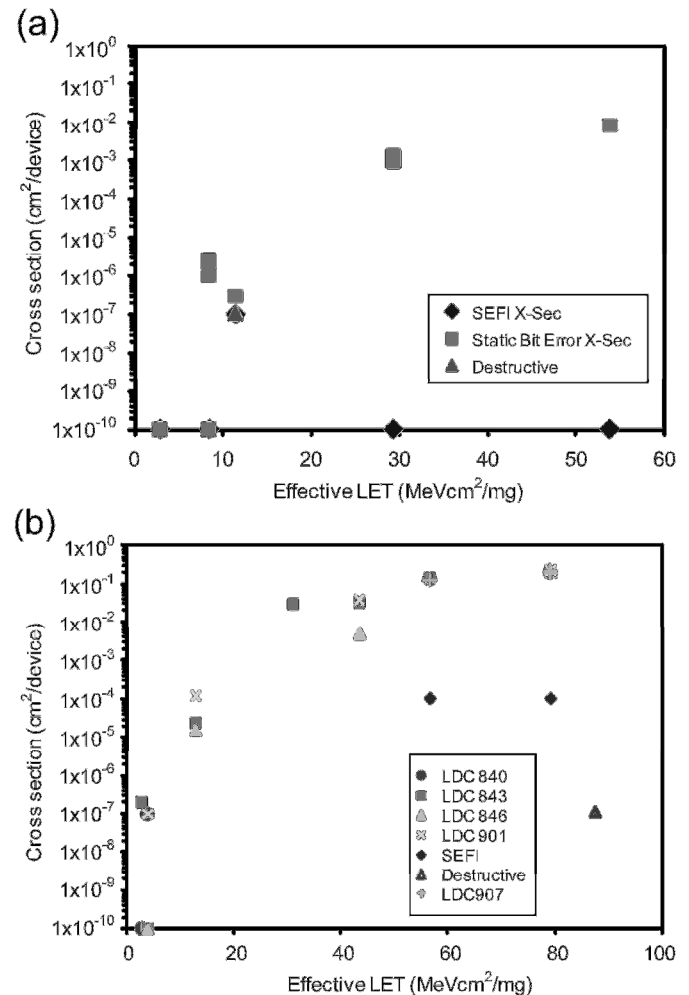 (a)
1x10⁰
1x10⁻¹
1x10⁻²
1x10⁻³
1x10⁻⁴
1x10⁻⁵
1x10⁻⁶
1x10⁻⁷
1x10⁻⁸
1x10⁻⁹
1x10⁻¹⁰
Cross section (cm²/device)
0 10 20 30 40 50 60
Effective LET (MeVcm²/mg)
SEFI X-Sec
Static Bit Error X-Sec
Destructive
(b)
1x10⁰
1x10⁻¹
1x10⁻²
1x10⁻³
1x10⁻⁴
1x10⁻⁵
1x10⁻⁶
1x10⁻⁷
1x10⁻⁸
1x10⁻⁹
1x10⁻¹⁰
Cross section (cm²/device)
0 20 40 60 80 100
Effective LET (MeVcm²/mg)
LDC 840
LDC 843
LDC 846
LDC 901
SEFI
Destructive
LDC907